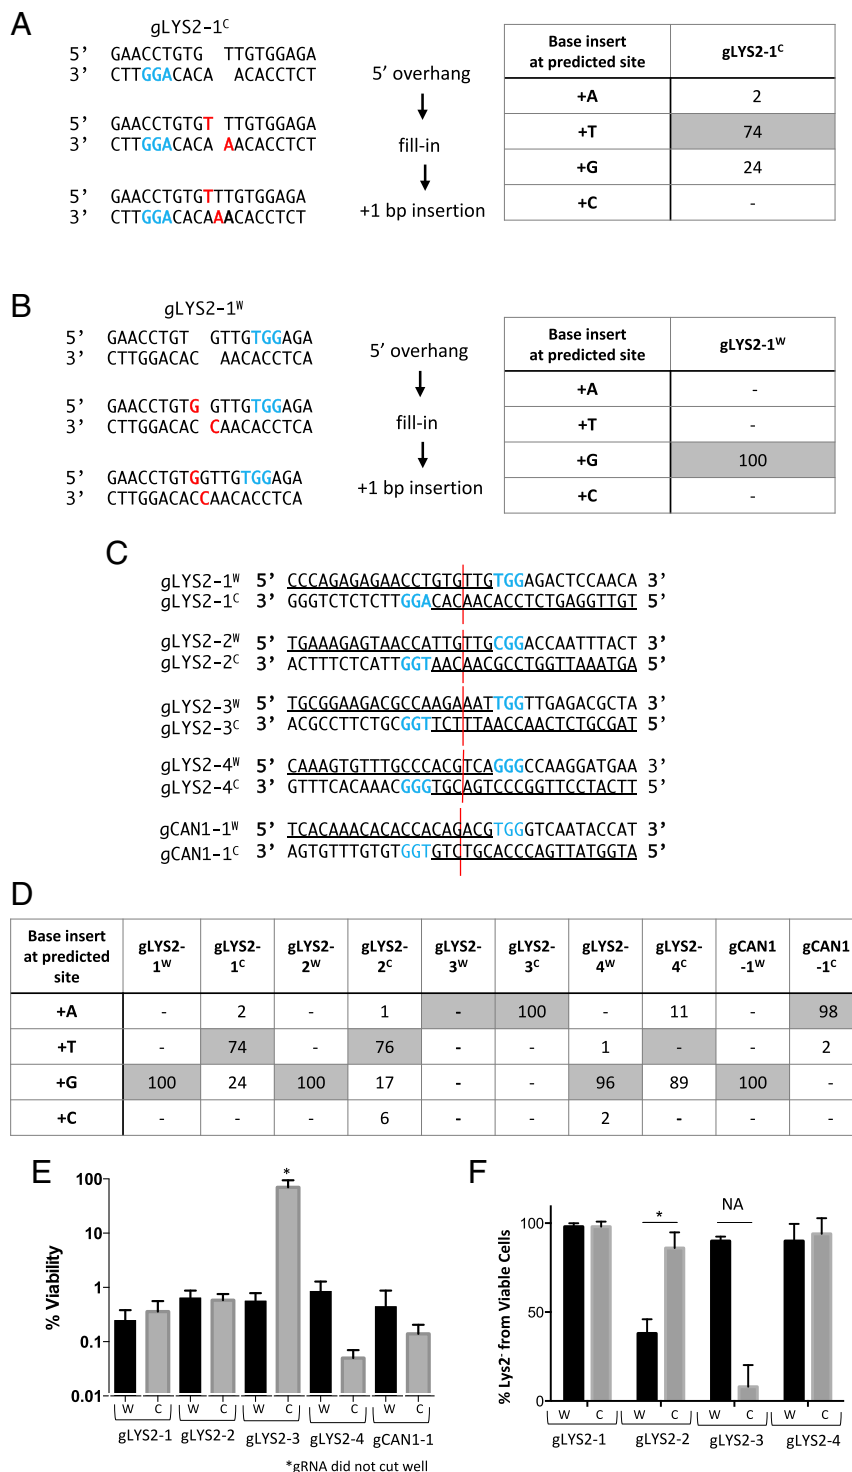 A
gLYS2-1ᶜ
5’ GAACCTGTG TTGTGGAGA
3’ CTTGGACACA ACACCTCT
5’ overhang
5’ GAACCTGTGT TTGTGGAGA
3’ CTTGGACACA AACACCTCT
fill-in
5’ GAACCTGTGTTTGTGGAGA
3’ CTTGGACACAAACACCTCT
+1 bp insertion
Base insert at predicted site gLYS2-1ᶜ
+A 2
+T 74
+G 24
+C -
B
gLYS2-1ᵂ
5’ GAACCTGT GTTGTGGAGA
3’ CTTGGACAC AACACCTCA
5’ overhang
5’ GAACCTGTG GTTGTGGAGA
3’ CTTGGACAC CAACACCTCA
fill-in
5’ GAACCTGTGGTTGTGGAGA
3’ CTTGGACACCAACACCTCA
+1 bp insertion
Base insert at predicted site gLYS2-1ᵂ
+A -
+T -
+G 100
+C -
C
gLYS2-1ᵂ 5’ CCCAGAGAGAACCTGTGTTGTGGAGACTCCAACA 3’
gLYS2-1ᶜ 3’ GGGTCTCTCTTGGACACAACACCTCTGAGGTTGT 5’
gLYS2-2ᵂ 5’ TGAAAGAGTAACCATTGTTGCGGACCAATTTACT 3’
gLYS2-2ᶜ 3’ ACTTTCTCATTGGTAACAACGCCTGGTTAAATGA 5’
gLYS2-3ᵂ 5’ TGCGGAAGACGCCAAGAAATTGGTTGAGACGCTA 3’
gLYS2-3ᶜ 3’ ACGCCTTCTGCGGTTCTTTAACCAACTCTGCGAT 5’
gLYS2-4ᵂ 5’ CAAAGTGTTTGCCCACGTCAGGGCCAAGGATGAA 3’
gLYS2-4ᶜ 3’ GTTTCACAAACGGGTGCAGTCCCGGTTCCTACTT 5’
gCAN1-1ᵂ 5’ TCACAAACACACCACAGACGTGGGTCAATACCAT 3’
gCAN1-1ᶜ 3’ AGTGTTTGTGTGGTGTCTGCACCCAGTTATGGTA 5’
D
Base insert at predicted site gLYS2-1ᵂ gLYS2-1ᶜ gLYS2-2ᵂ gLYS2-2ᶜ gLYS2-3ᵂ gLYS2-3ᶜ gLYS2-4ᵂ gLYS2-4ᶜ gCAN1-1ᵂ gCAN1-1ᶜ
+A - 2 - 1 - 100 - 11 - 98
+T - 74 - 76 - - 1 - - 2
+G 100 24 100 17 - - 96 89 100 -
+C - - - 6 - - 2 - - -
E
% Viability
100
10
1
0.1
0.01
*
W C W C W C W C W C
gLYS2-1 gLYS2-2 gLYS2-3 gLYS2-4 gCAN1-1
*gRNA did not cut well
F
% Lys2⁻ from Viable Cells
100
50
0
* NA
W C W C W C W C
gLYS2-1 gLYS2-2 gLYS2-3 gLYS2-4